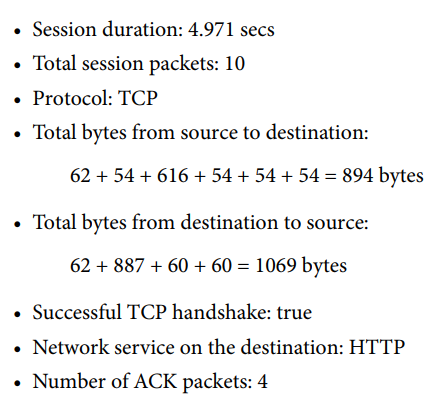 • Session duration: 4.971 secs
• Total session packets: 10
• Protocol: TCP
• Total bytes from source to destination:
62 + 54 + 616 + 54 + 54 + 54 = 894 bytes
• Total bytes from destination to source:
62 + 887 + 60 + 60 = 1069 bytes
• Successful TCP handshake: true
• Network service on the destination: HTTP
• Number of ACK packets: 4